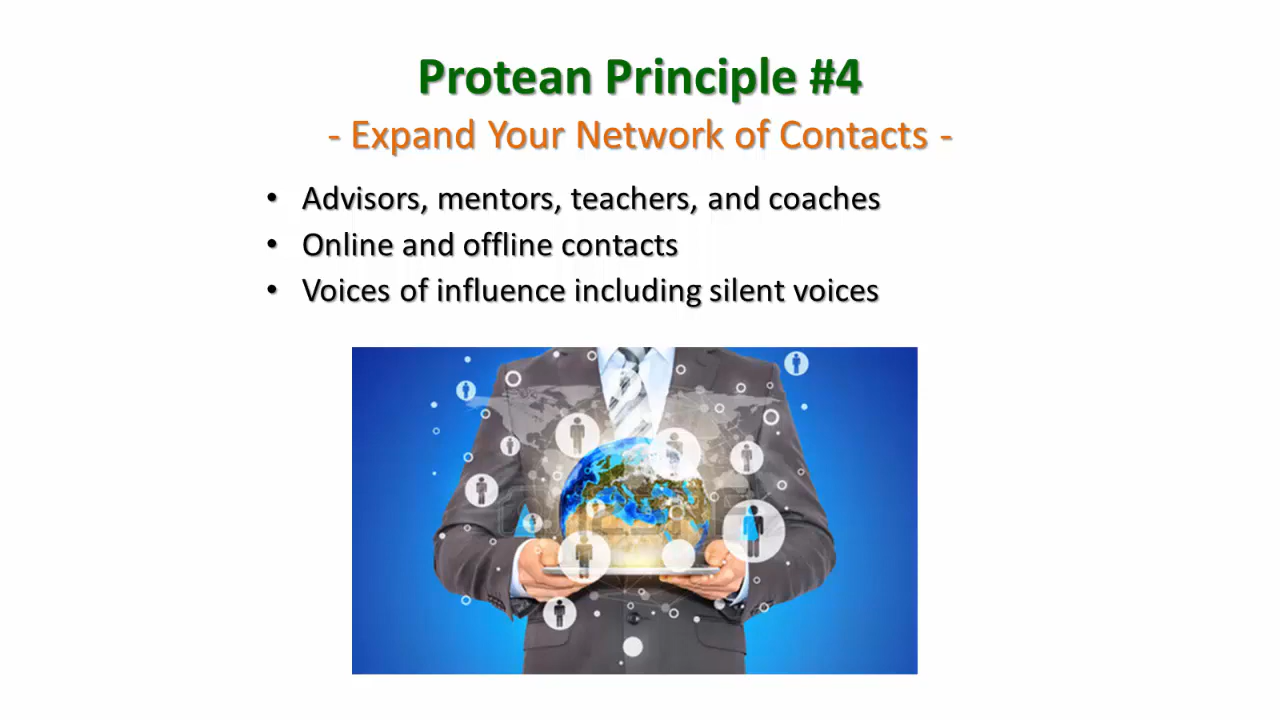 Protean Principle #4
- Expand Your Network of Contacts -
• Advisors, mentors, teachers, and coaches
• Online and offline contacts
• Voices of influence including silent voices